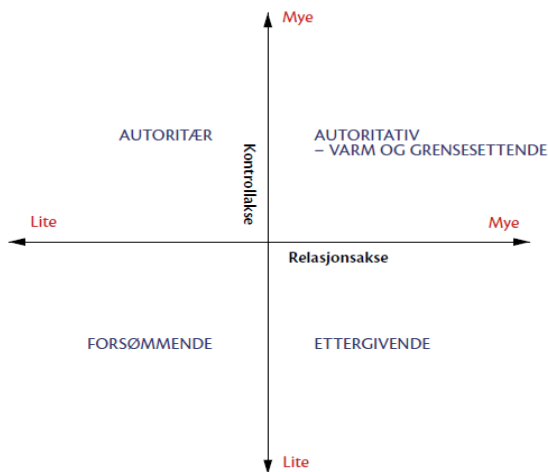 Mye
AUTORITÆR
AUTORITATIV
– VARM OG GRENSESETTENDE
Kontrollakse
Lite
Mye
Relasjonsakse
FORSØMMENDE
ETTERGIVENDE
Lite